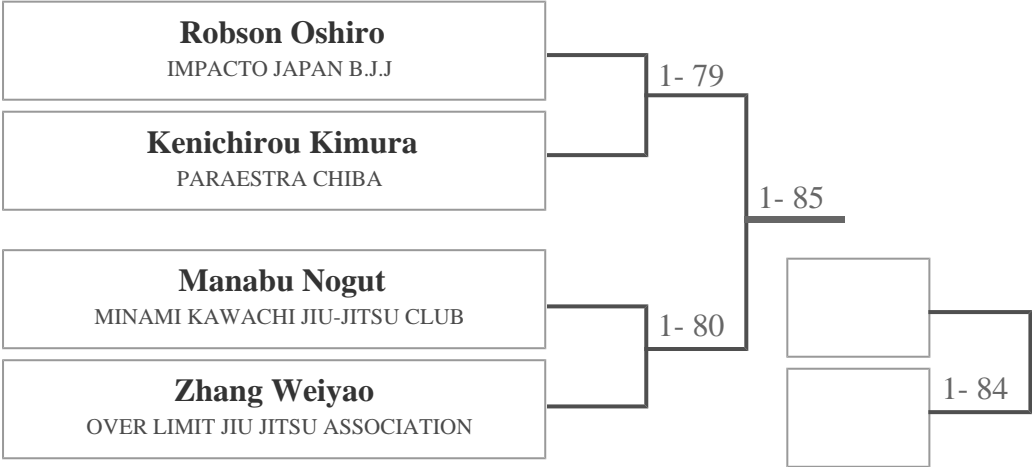 Robson Oshiro
IMPACTO JAPAN B.J.J
1- 79
Kenichirou Kimura
PARAESTRA CHIBA
1- 85
Manabu Nogut
MINAMI KAWACHI JIU-JITSU CLUB
1- 80
Zhang Weiyao
OVER LIMIT JIU JITSU ASSOCIATION
1- 84